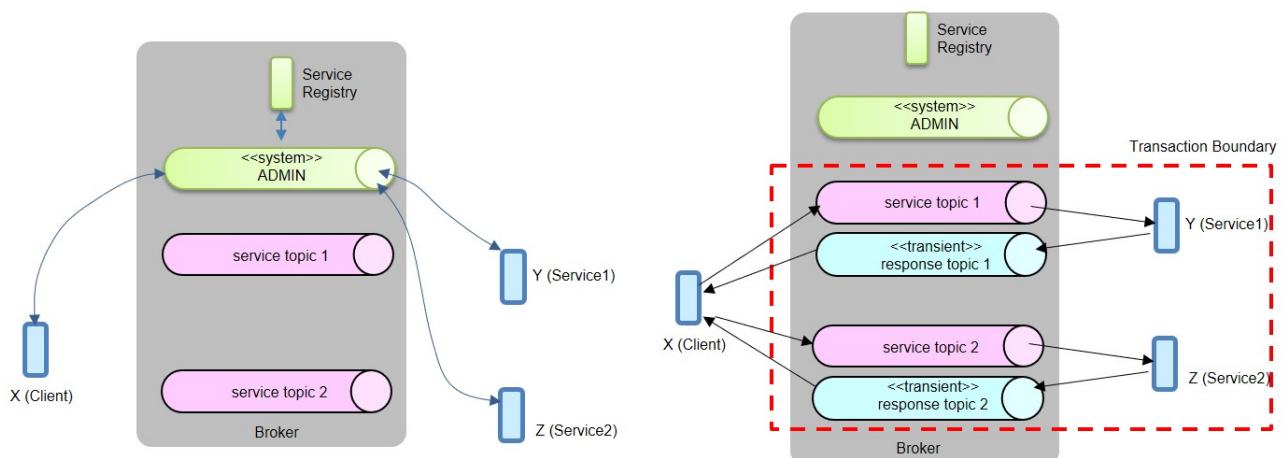 Service
Registry
<<system>>
ADMIN
service topic 1
Y (Service1)
X (Client)
service topic 2
Z (Service2)
Broker
Service
Registry
<<system>>
ADMIN
Transaction Boundary
service topic 1
Y (Service1)
<<transient>>
response topic 1
X (Client)
service topic 2
Z (Service2)
<<transient>>
response topic 2
Broker